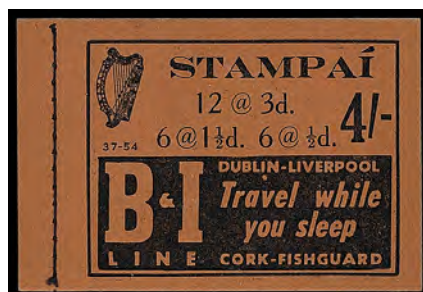 STAMPAÍ
12 @ 3d.
6 @ 1½d. 6 @ ½d. 4/-
37-54
B & I
LINE
DUBLIN-LIVERPOOL
Travel while
you sleep
CORK-FISHGUARD